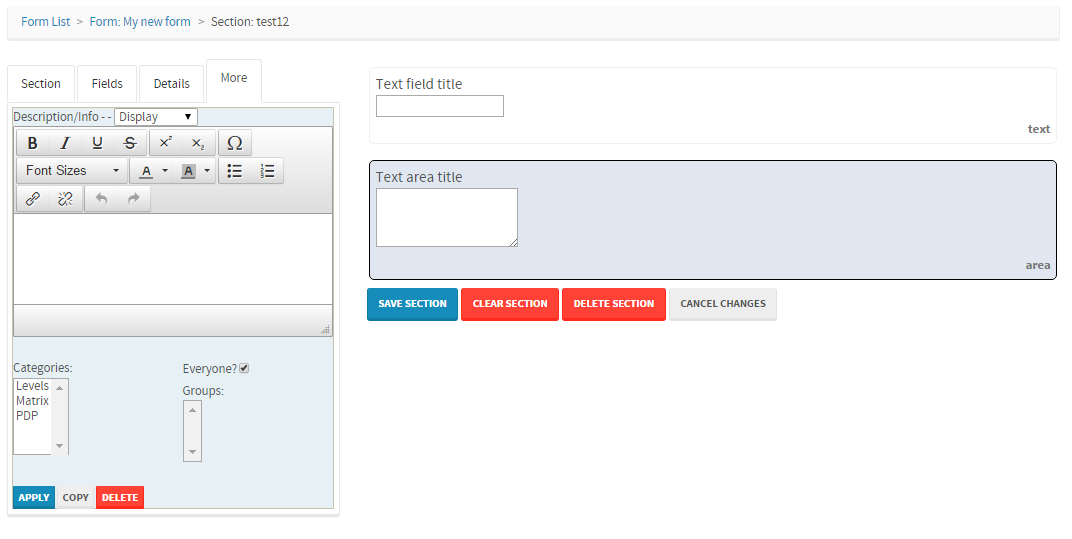 Form List > Form: My new form > Section: test12
Section Fields Details More
Description/Info - - Display
B I U S x² x₂ Ω
Font Sizes A A
Categories:
Levels
Matrix
PDP
Everyone?
Groups:
APPLY COPY DELETE
Text field title
text
Text area title
area
SAVE SECTION CLEAR SECTION DELETE SECTION CANCEL CHANGES